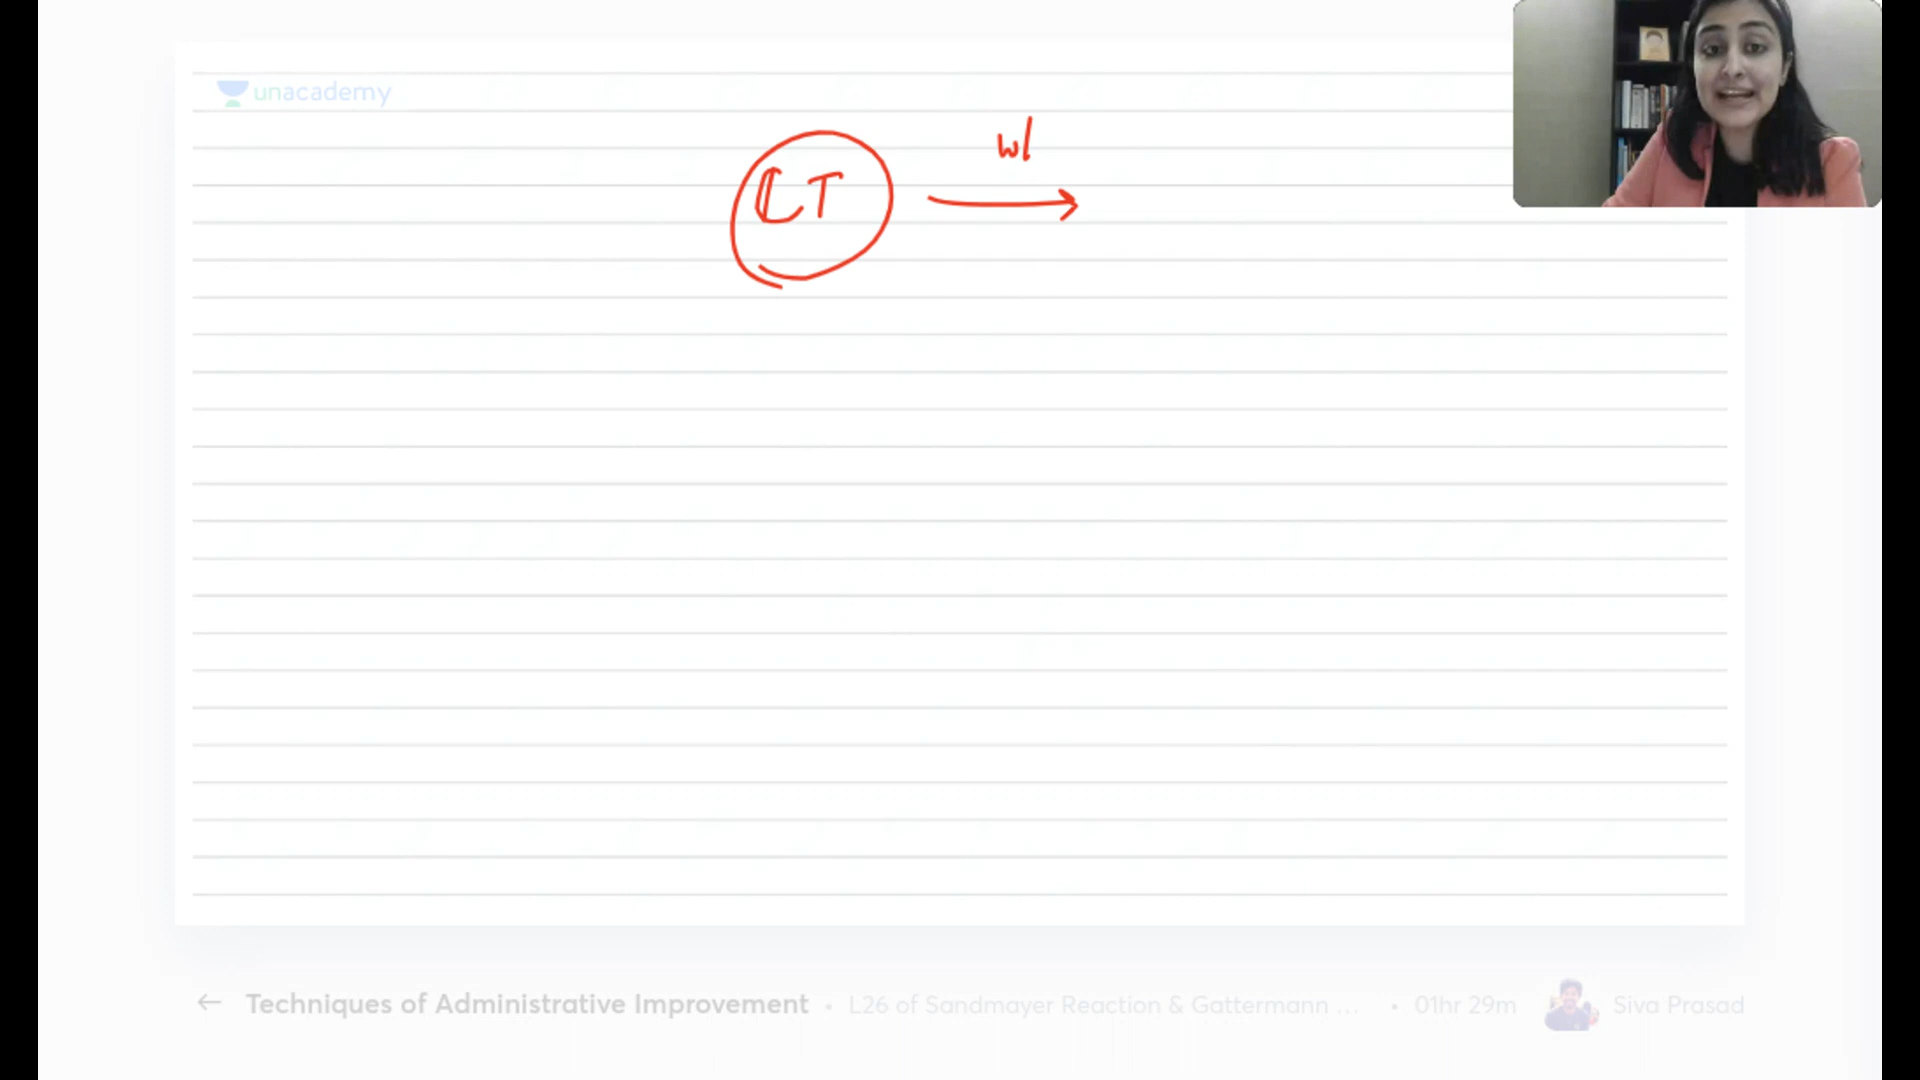 unacademy
w/
CT
Techniques of Administrative Improvement • L26 of Sandmayer Reaction & Gattermann ... • 01hr 29m Siva Prasad